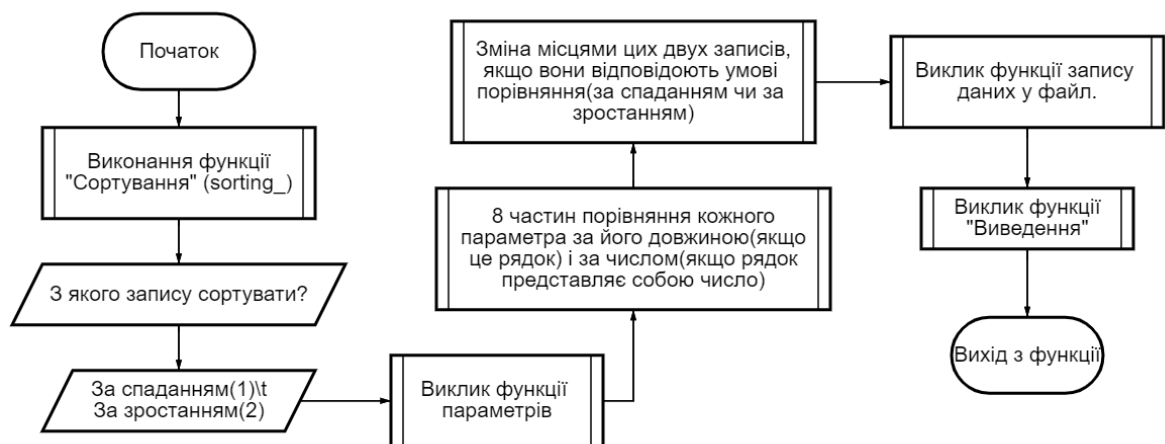 Початок
Виконання функції
"Сортування" (sorting_)
З якого запису сортувати?
За спаданням(1)\t
За зростанням(2)
Виклик функції
параметрів
8 частин порівняння кожного
параметра за його довжиною(якщо
це рядок) і за числом(якщо рядок
представляє собою число)
Зміна місцями цих двух записів,
якщо вони відповідоють умові
порівняння(за спаданням чи за
зростанням)
Виклик функції запису
даних у файл.
Виклик функції
"Виведення"
Вихід з функції